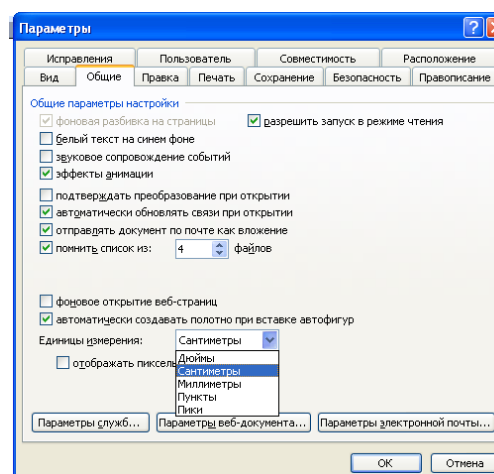 Параметры
Исправления Пользователь Совместимость Расположение
Вид Общие Правка Печать Сохранение Безопасность Правописание
Общие параметры настройки
фоновая разбивка на страницы разрешить запуск в режиме чтения
белый текст на синем фоне
звуковое сопровождение событий
эффекты анимации
подтверждать преобразование при открытии
автоматически обновлять связи при открытии
отправлять документ по почте как вложение
помнить список из: 4 файлов
фоновое открытие веб-страниц
автоматически создавать полотно при вставке автофигур
Единицы измерения: Сантиметры
Дюймы
отображать пиксель
Сантиметры
Миллиметры
Пункты
Пики
Параметры служб... Параметры веб-документа... Параметры электронной почты...
ОК Отмена